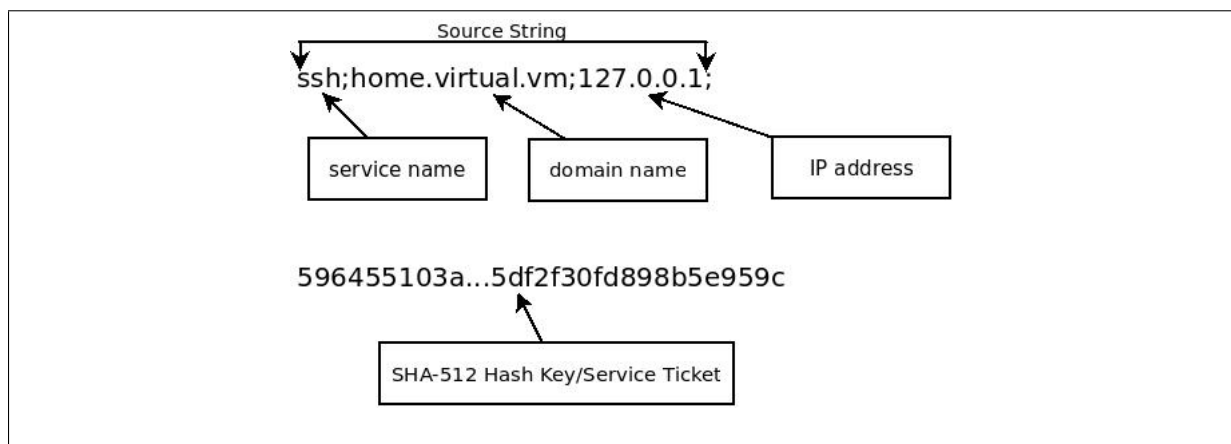 Source String
ssh;home.virtual.vm;127.0.0.1;
service name
domain name
IP address
596455103a...5df2f30fd898b5e959c
SHA-512 Hash Key/Service Ticket